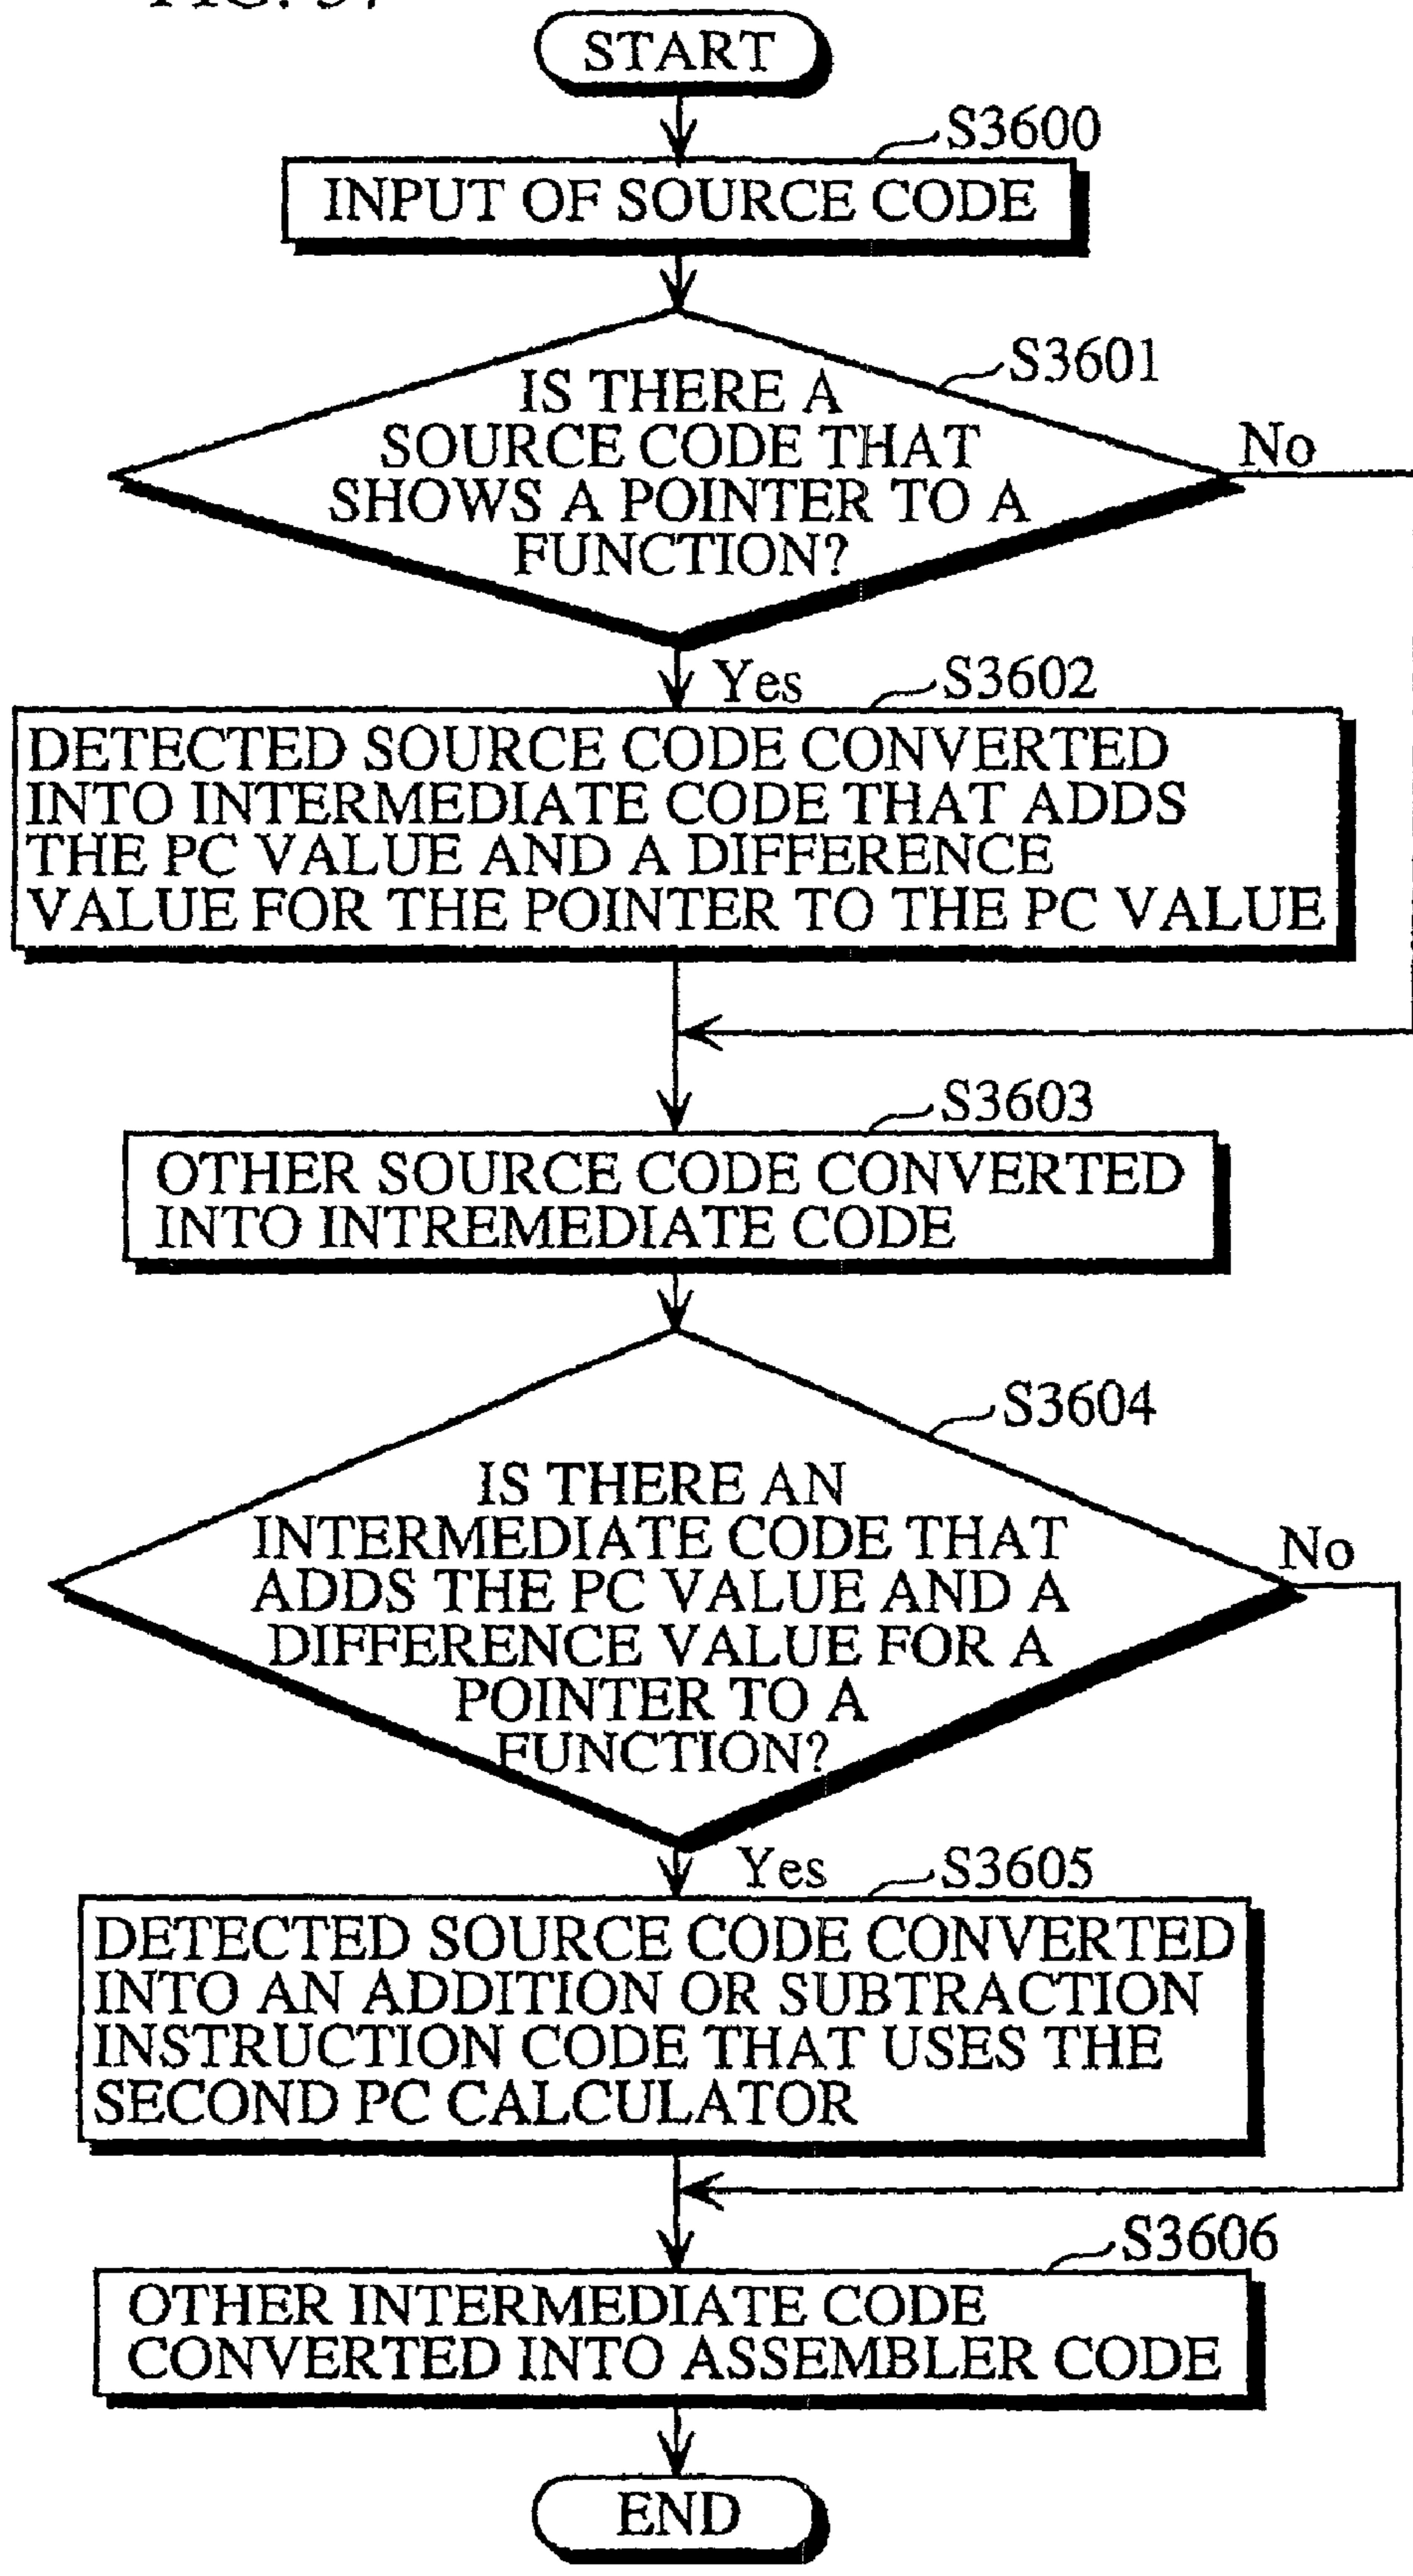 START
S3600
INPUT OF SOURCE CODE
S3601
IS THERE A
SOURCE CODE THAT
SHOWS A POINTER TO A
FUNCTION?
No
Yes
S3602
DETECTED SOURCE CODE CONVERTED
INTO INTERMEDIATE CODE THAT ADDS
THE PC VALUE AND A DIFFERENCE
VALUE FOR THE POINTER TO THE PC VALUE
S3603
OTHER SOURCE CODE CONVERTED
INTO INTREMEDIATE CODE
S3604
IS THERE AN
INTERMEDIATE CODE THAT
ADDS THE PC VALUE AND A
DIFFERENCE VALUE FOR A
POINTER TO A
FUNCTION?
No
Yes
S3605
DETECTED SOURCE CODE CONVERTED
INTO AN ADDITION OR SUBTRACTION
INSTRUCTION CODE THAT USES THE
SECOND PC CALCULATOR
S3606
OTHER INTERMEDIATE CODE
CONVERTED INTO ASSEMBLER CODE
END